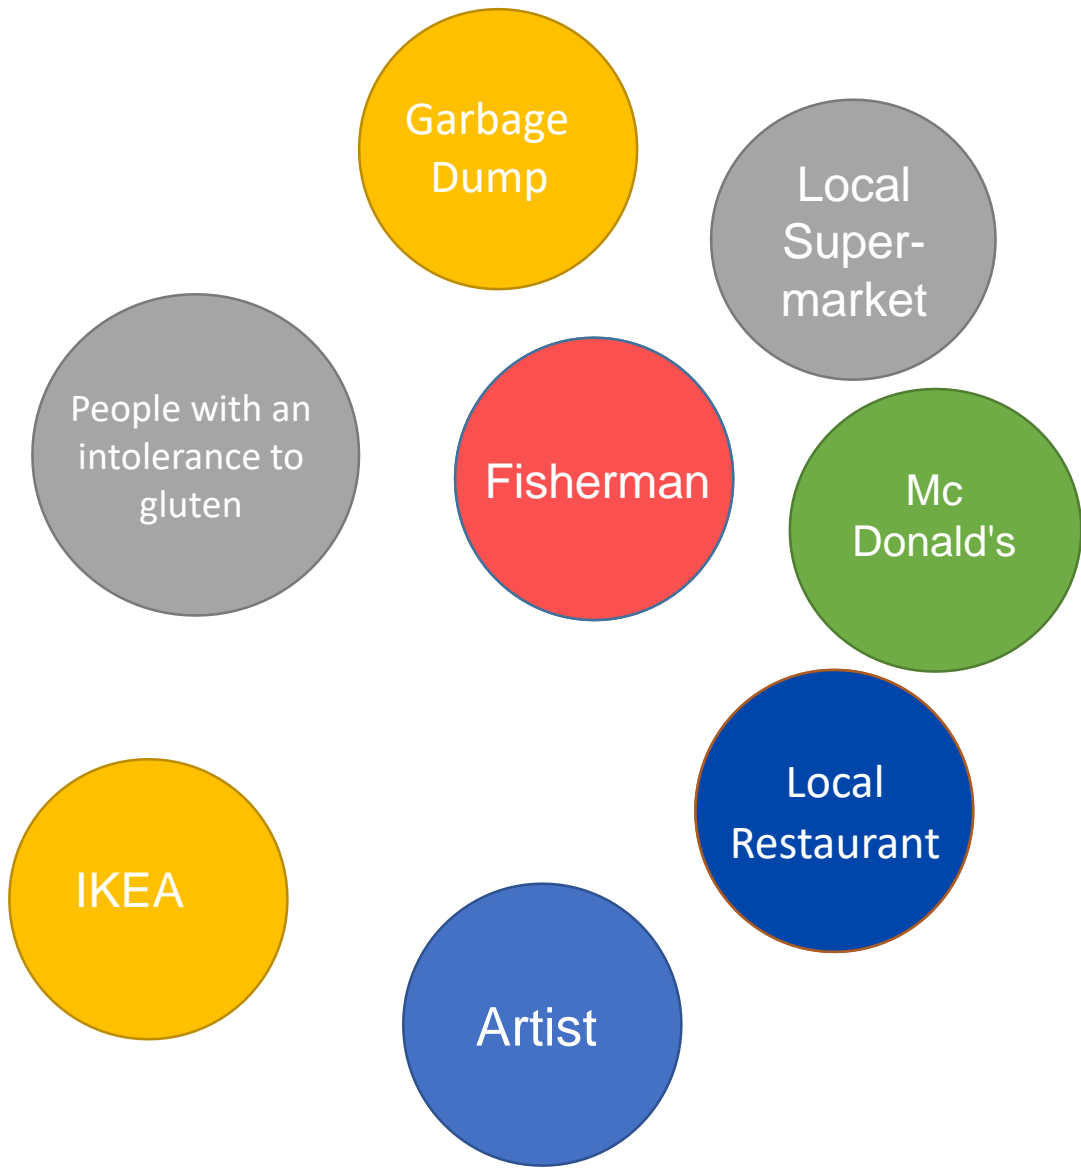 Garbage
Dump
Local
Super-
market
People with an
intolerance to
gluten
Fisherman
Mc
Donald's
Local
Restaurant
IKEA
Artist